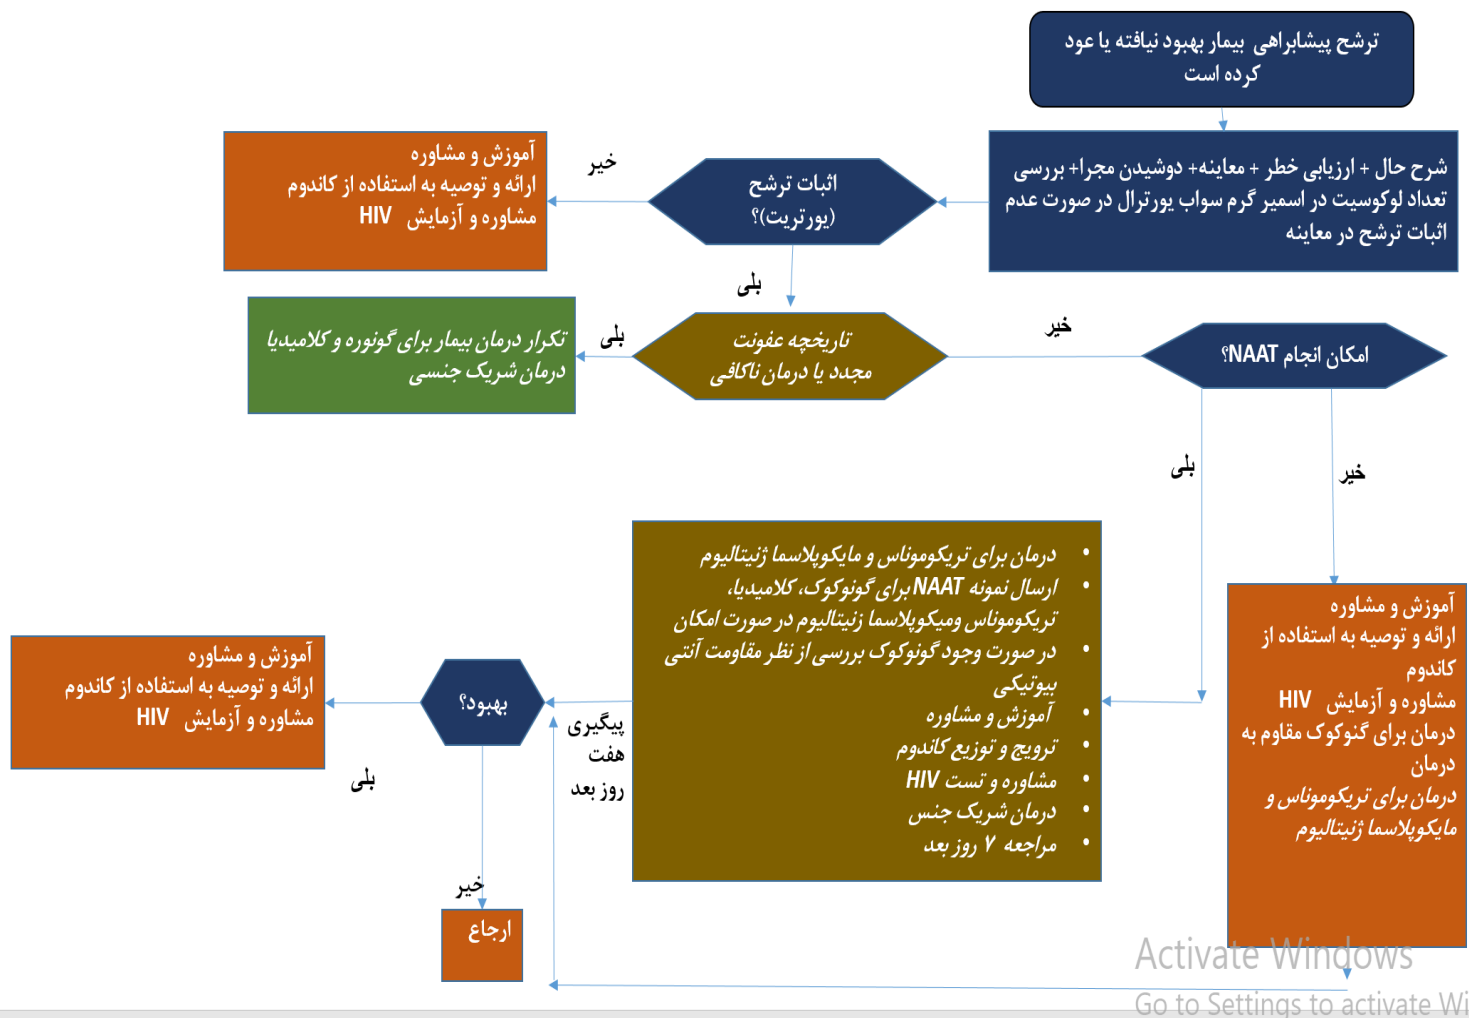 ترشح پیشابراهی بیمار بهبود نیافته یا عود
کرده است
شرح حال + ارزیابی خطر + معاینه+ دوشیدن مجرا+ بررسی
تعداد لوکوسیت در اسمیر گرم سواب یورترال در صورت عدم
اثبات ترشح در معاینه
اثبات ترشح
(یورتریت)؟
خیر
آموزش و مشاوره
ارائه و توصیه به استفاده از کاندوم
مشاوره و آزمایش HIV
بلی
تاریخچه عفونت
مجدد یا درمان ناکافی
بلی
تکرار درمان بیمار برای گونوره و کلامیدیا
درمان شریک جنسی
خیر
امکان انجام NAAT؟
بلی
خیر
آموزش و مشاوره
ارائه و توصیه به استفاده از
کاندوم
مشاوره و آزمایش HIV
درمان برای گنوکوک مقاوم به
درمان
درمان برای تریکوموناس و
مایکوپلاسما ژنیتالیوم
• درمان برای تریکوموناس و مایکوپلاسما ژنیتالیوم
• ارسال نمونه NAAT برای گونوکوک، کلامیدیا،
تریکوموناس ومیکوپلاسما زنیتالیوم در صورت امکان
• در صورت وجود گونوکوک بررسی از نظر مقاومت آنتی
بیوتیکی
• آموزش و مشاوره
• ترویج و توزیع کاندوم
• مشاوره و تست HIV
• درمان شریک جنس
• مراجعه ۷ روز بعد
پیگیری
هفت
روز بعد
بهبود؟
بلی
آموزش و مشاوره
ارائه و توصیه به استفاده از کاندوم
مشاوره و آزمایش HIV
خیر
ارجاع
Activate Windows
Go to Settings to activate Wi